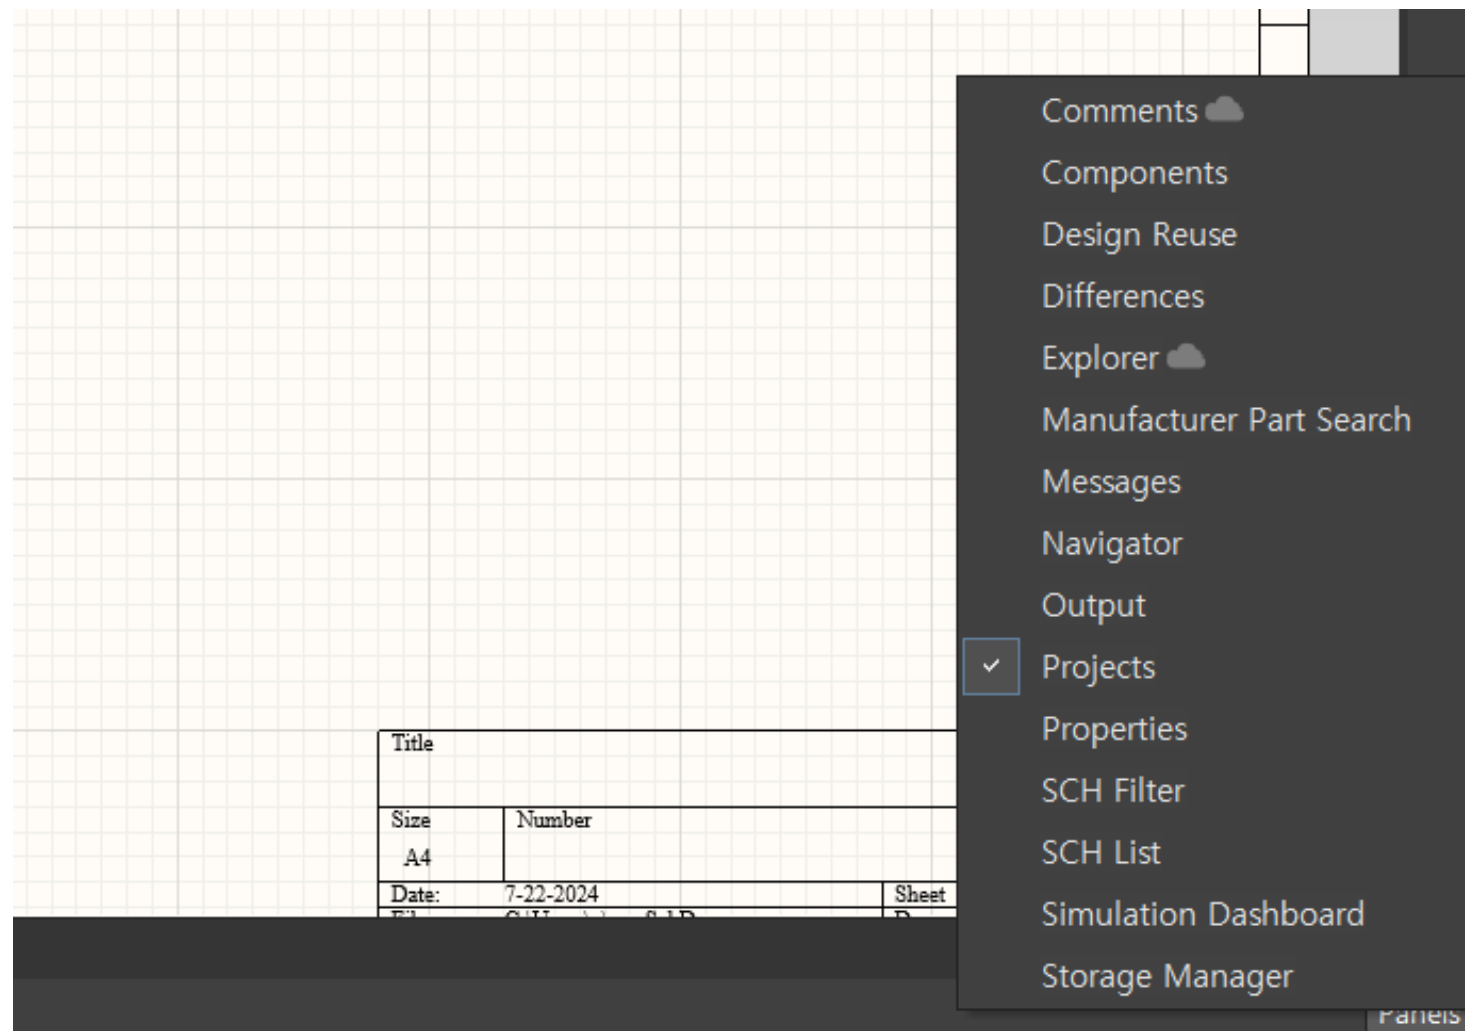 Comments
Components
Design Reuse
Differences
Explorer
Manufacturer Part Search
Messages
Navigator
Output
Projects
Properties
SCH Filter
SCH List
Simulation Dashboard
Storage Manager
Panels
Title
Size
Number
A4
Date:
7-22-2024
Sheet